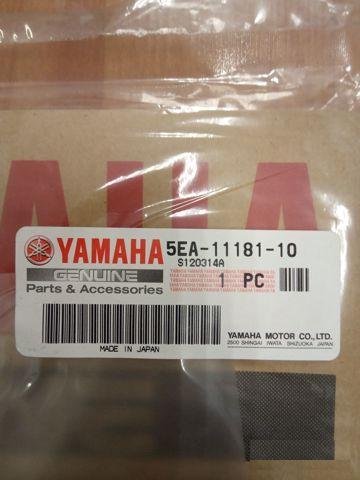 YAMAHA 5EA-11181-10
S120314A
GENUINE
Parts & Accessories
1 PC
YAMAHA MOTOR CO., LTD.
2500 SHINGAI IWATA SHIZUOKA JAPAN
MADE IN JAPAN